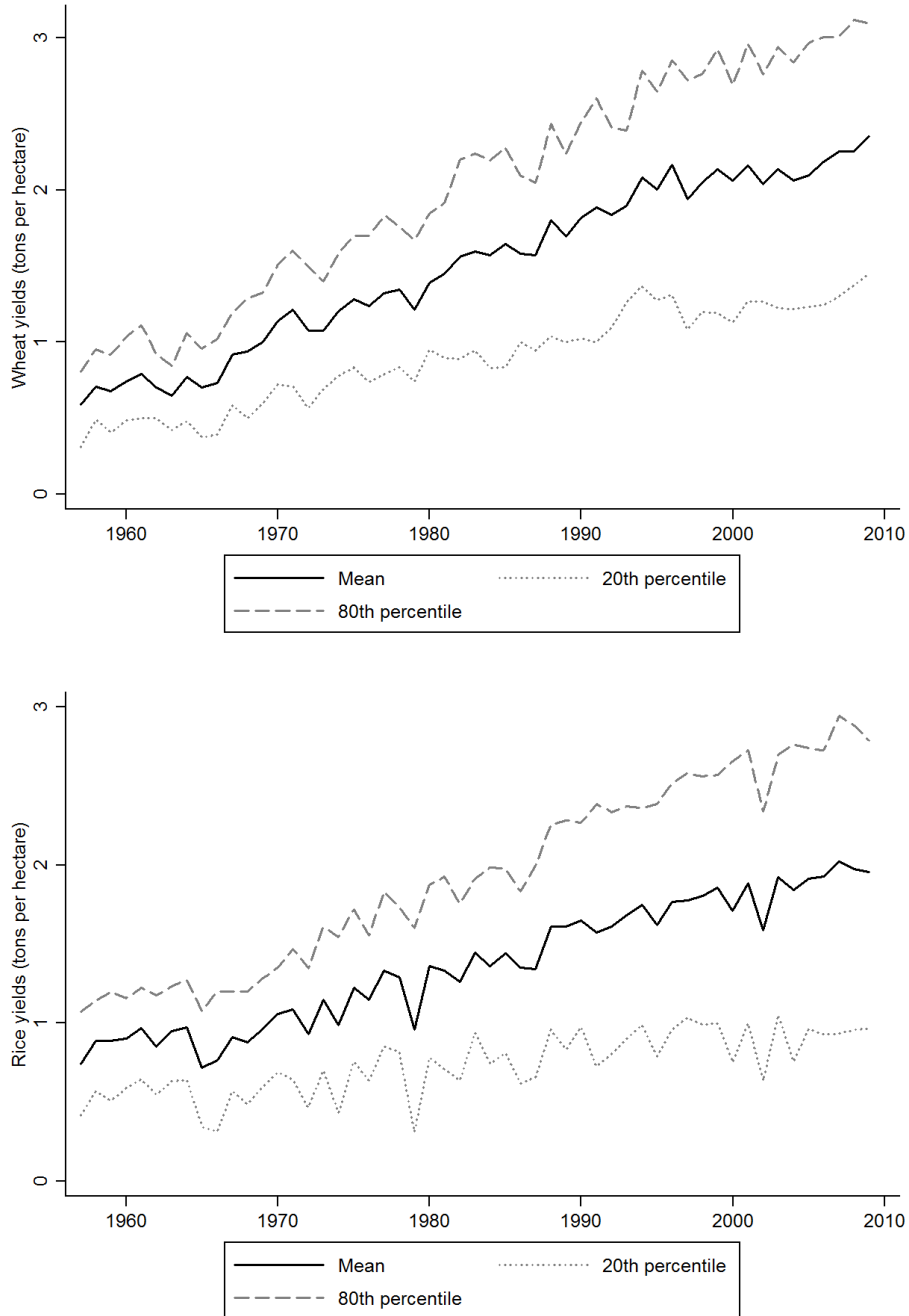 Wheat yields (tons per hectare)
3
2
1
0
1960 1970 1980 1990 2000 2010
Mean 20th percentile
80th percentile
Rice yields (tons per hectare)
3
2
1
0
1960 1970 1980 1990 2000 2010
Mean 20th percentile
80th percentile